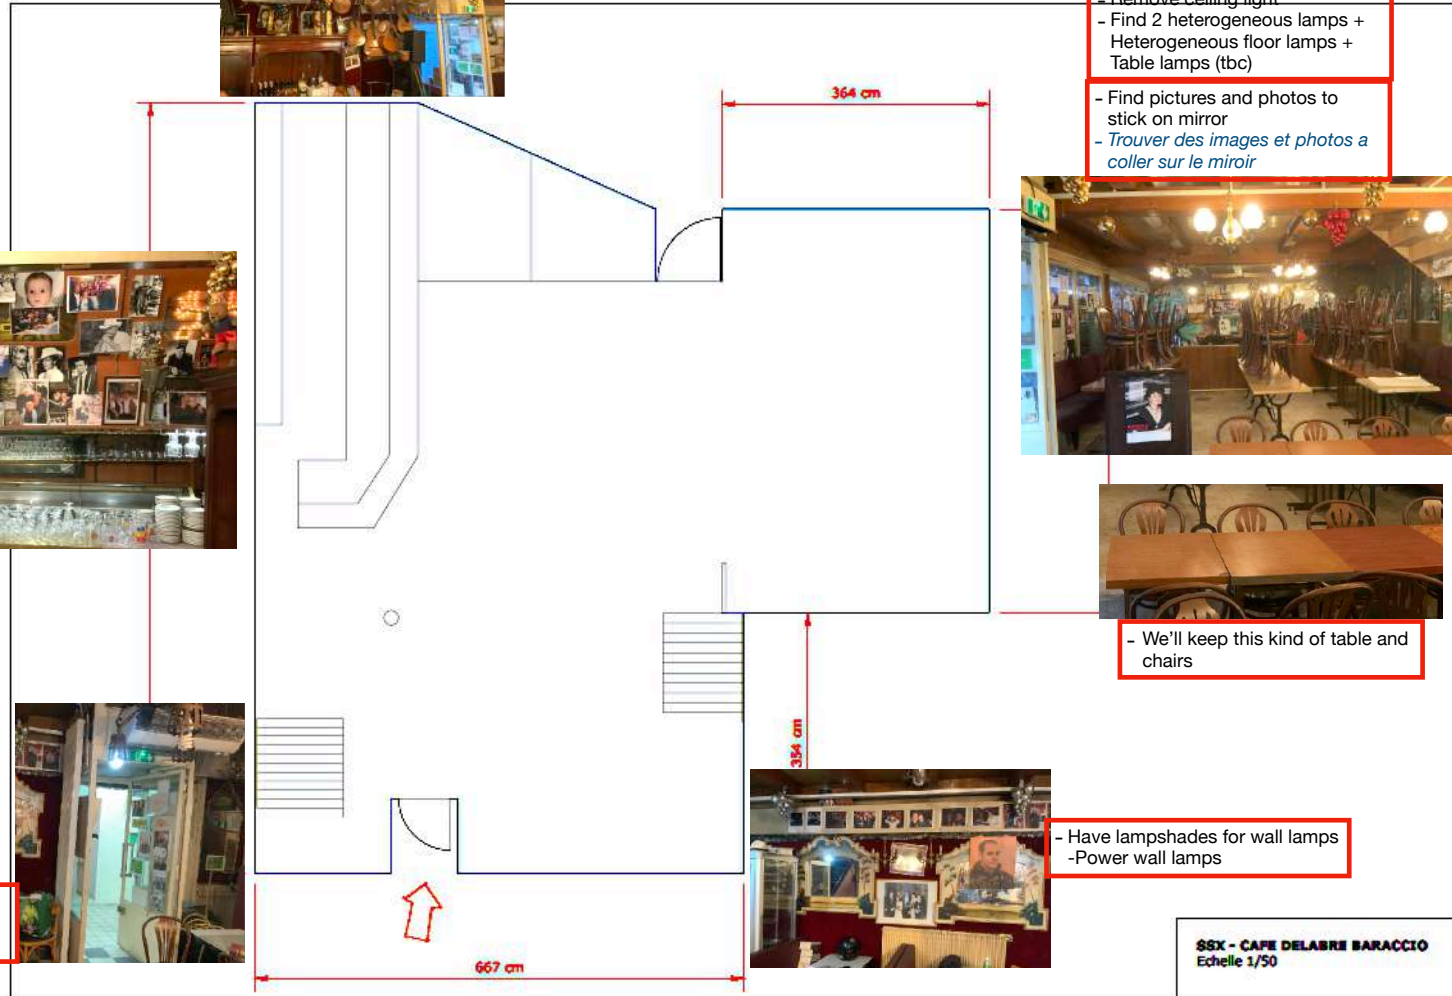 - Remove ceiling light
- Find 2 heterogeneous lamps +
Heterogeneous floor lamps +
Table lamps (tbc)
364 cm
- Find pictures and photos to
stick on mirror
- Trouver des images et photos a
coller sur le miroir
- We'll keep this kind of table and
chairs
354 cm
- Have lampshades for wall lamps
-Power wall lamps
667 cm
SSX - CAFE DELABRE BARACCIO
Echelle 1/50